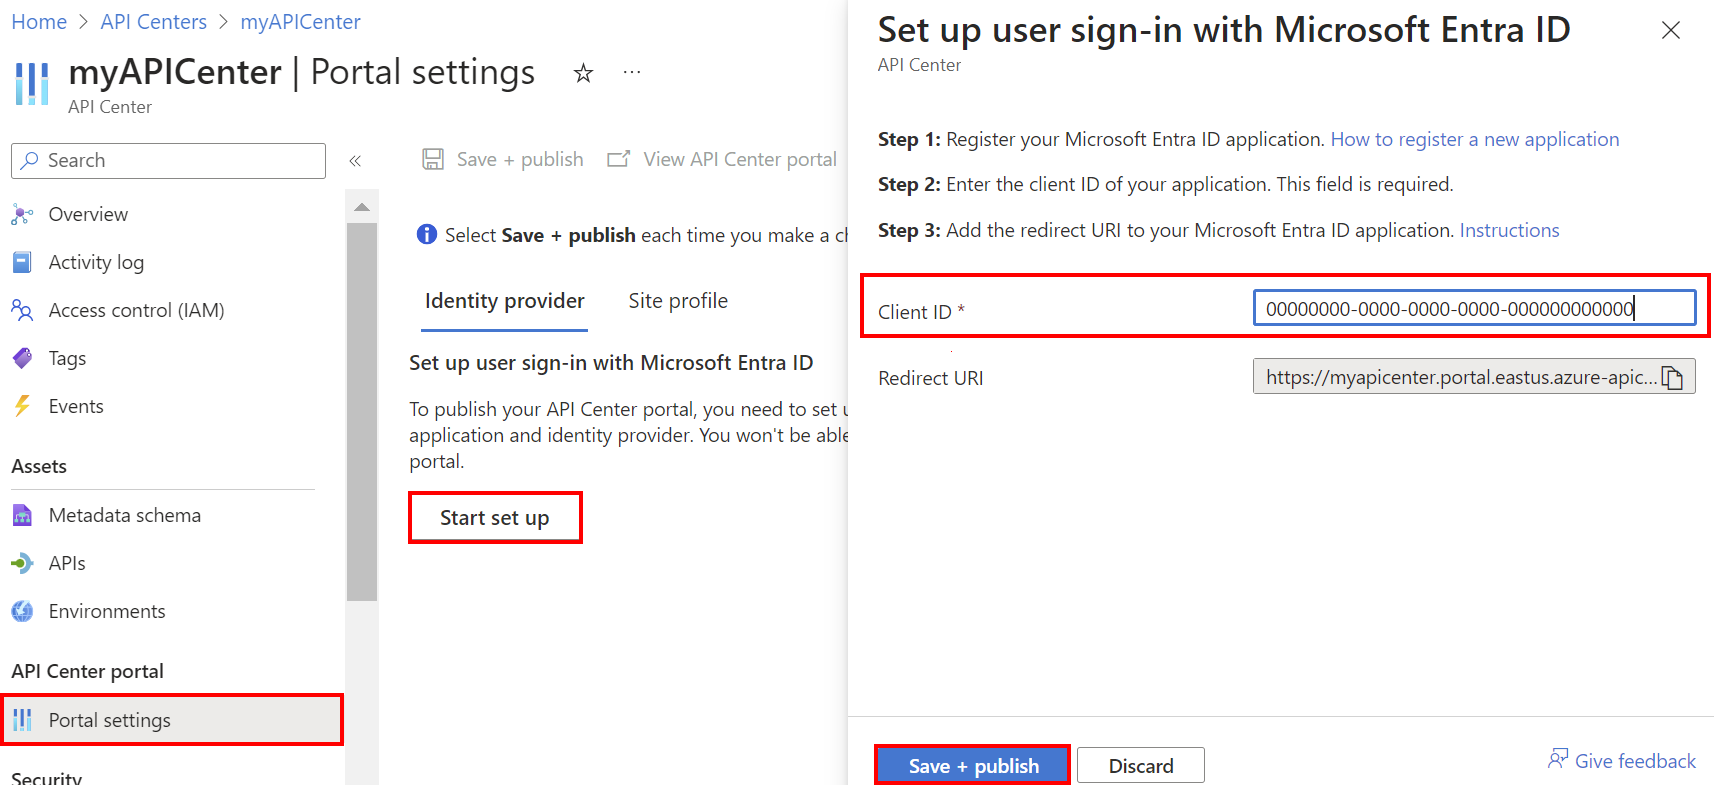 Home > API Centers > myAPICenter
myAPICenter | Portal settings
API Center
Search
Overview
Activity log
Access control (IAM)
Tags
Events
Assets
Metadata schema
APIs
Environments
API Center portal
Portal settings
Security
Save + publish View API Center portal
Select Save + publish each time you make a
Identity provider Site profile
Set up user sign-in with Microsoft Entra ID
To publish your API Center portal, you need to set
application and identity provider. You won't be able
portal.
Start set up
Set up user sign-in with Microsoft Entra ID
API Center
Step 1: Register your Microsoft Entra ID application. How to register a new application
Step 2: Enter the client ID of your application. This field is required.
Step 3: Add the redirect URI to your Microsoft Entra ID application. Instructions
Client ID * 00000000-0000-0000-0000-000000000000
Redirect URI https://myapicenter.portal.eastus.azure-apic...
Save + publish Discard
Give feedback